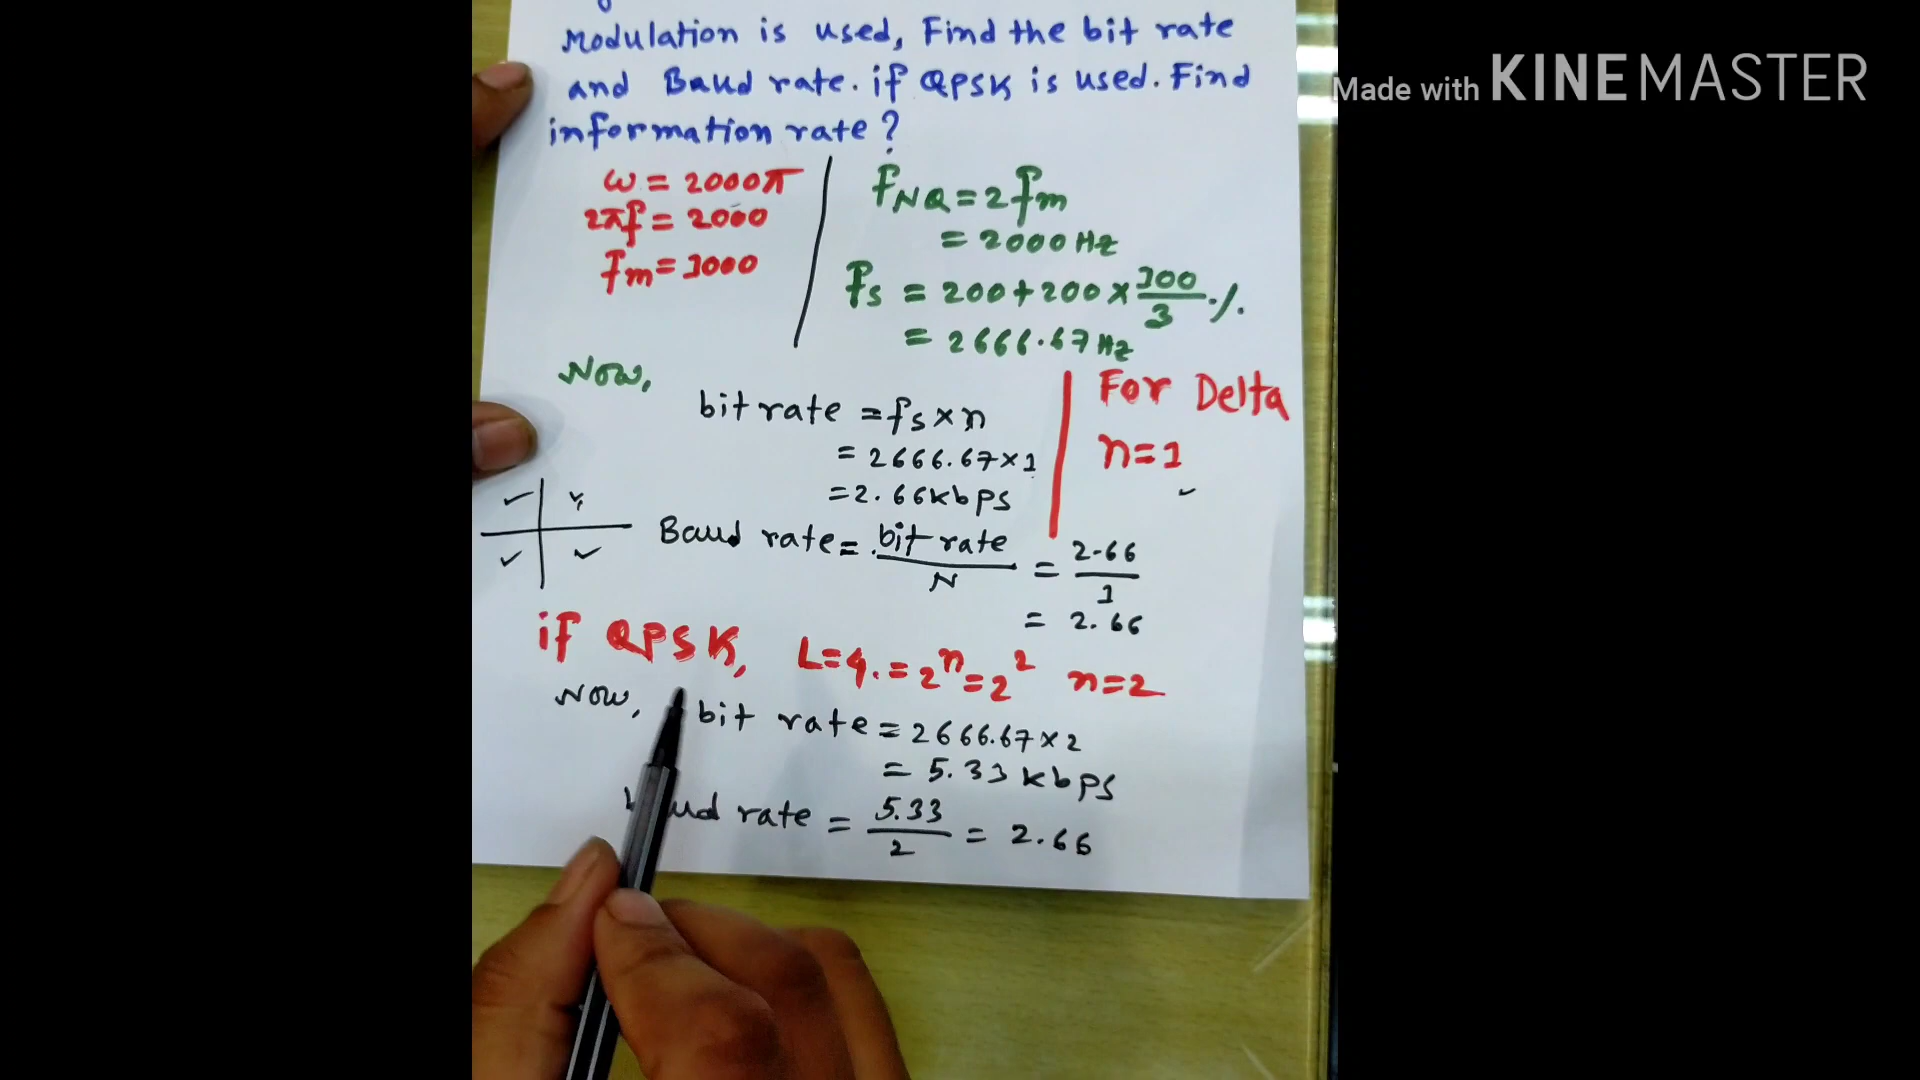 modulation is used, Find the bit rate
and Baud rate. if QPSK is used. Find
information rate?
ω = 2000π
2πf = 2000
fm = 1000
fNQ = 2fm
= 2000 Hz
fs = 200 + 200 × 100/3 %
= 2666.67 Hz
Now,
bit rate = fs × n
= 2666.67 × 1
= 2.66 kbps
For Delta
n = 1
Baud rate = bit rate / N = 2.66 / 1
= 2.66
if QPSK, L = 4 = 2^n = 2^2 n = 2
Now, bit rate = 2666.67 × 2
= 5.33 kbps
rate = 5.33 / 2 = 2.66
Made with KINEMASTER